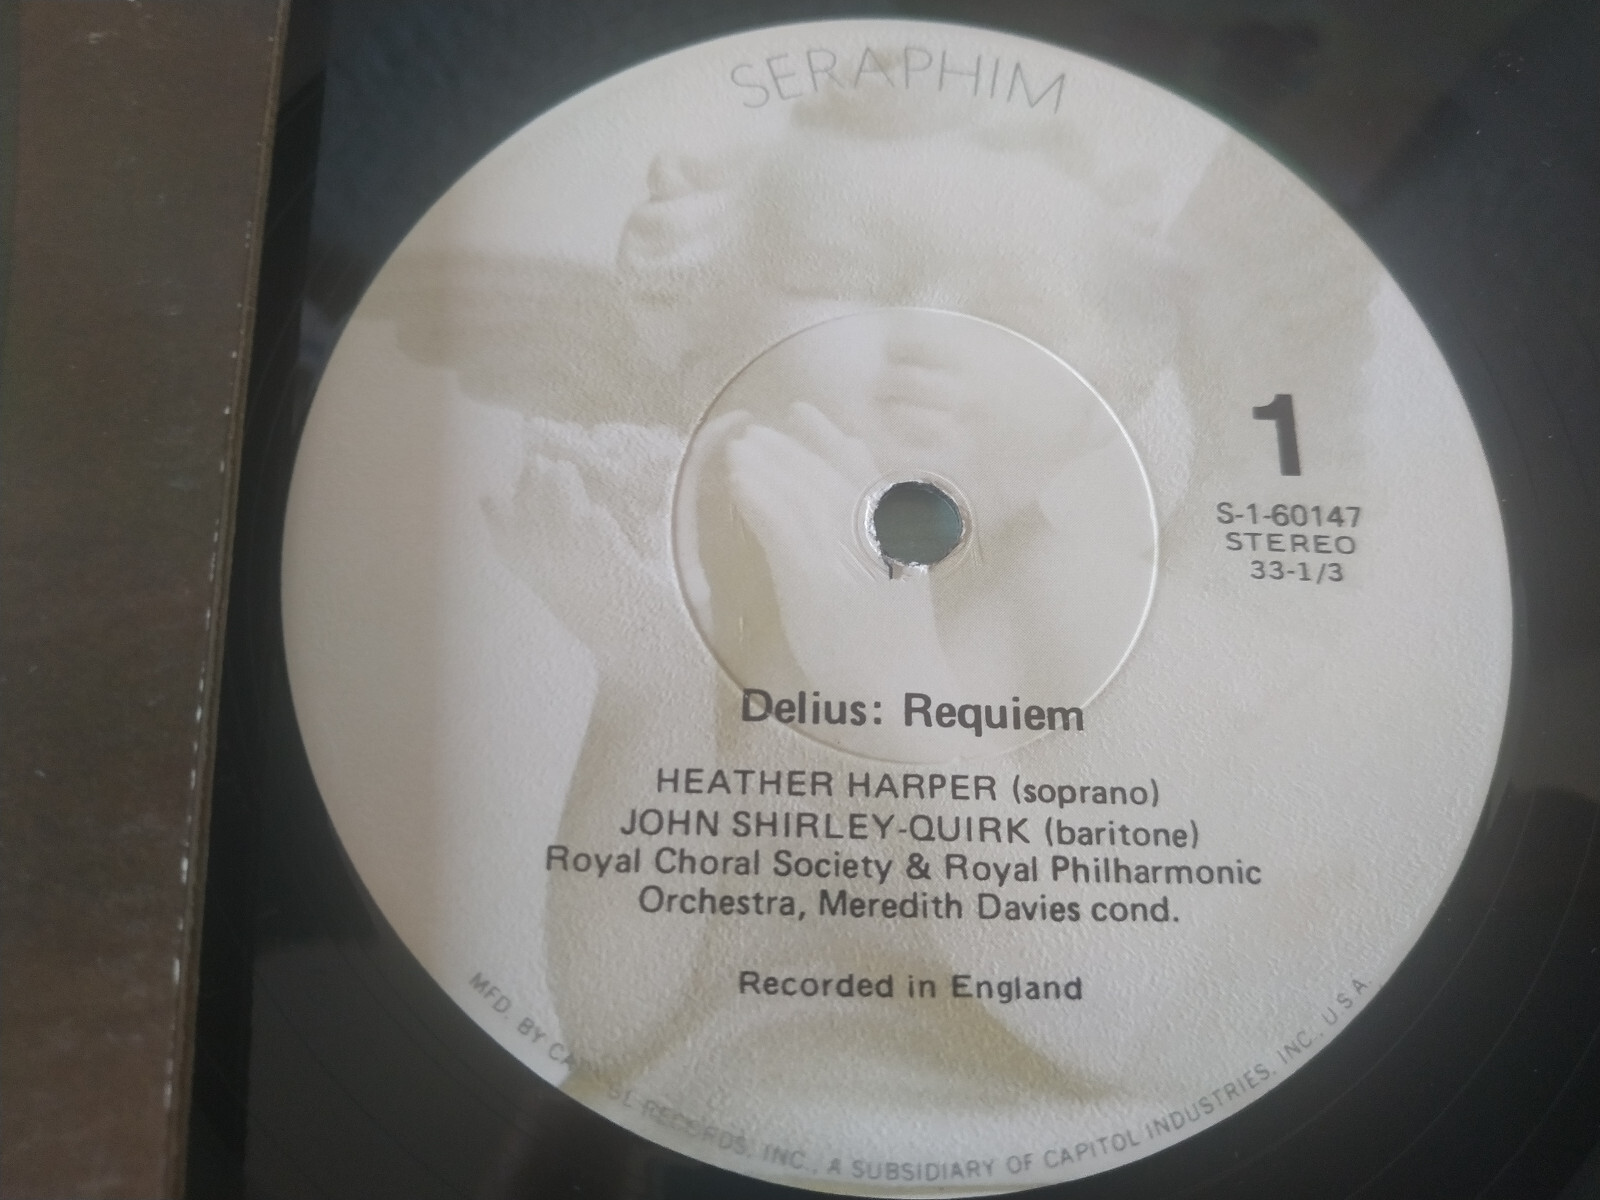 SERAPHIM
1
S-1-60147
STEREO
33-1/3
Delius: Requiem
HEATHER HARPER (soprano)
JOHN SHIRLEY-QUIRK (baritone)
Royal Choral Society & Royal Philharmonic
Orchestra, Meredith Davies cond.
Recorded in England
MFD. BY RECORDS, INC., A SUBSIDIARY OF CAPITOL INDUSTRIES, INC., U.S.A.